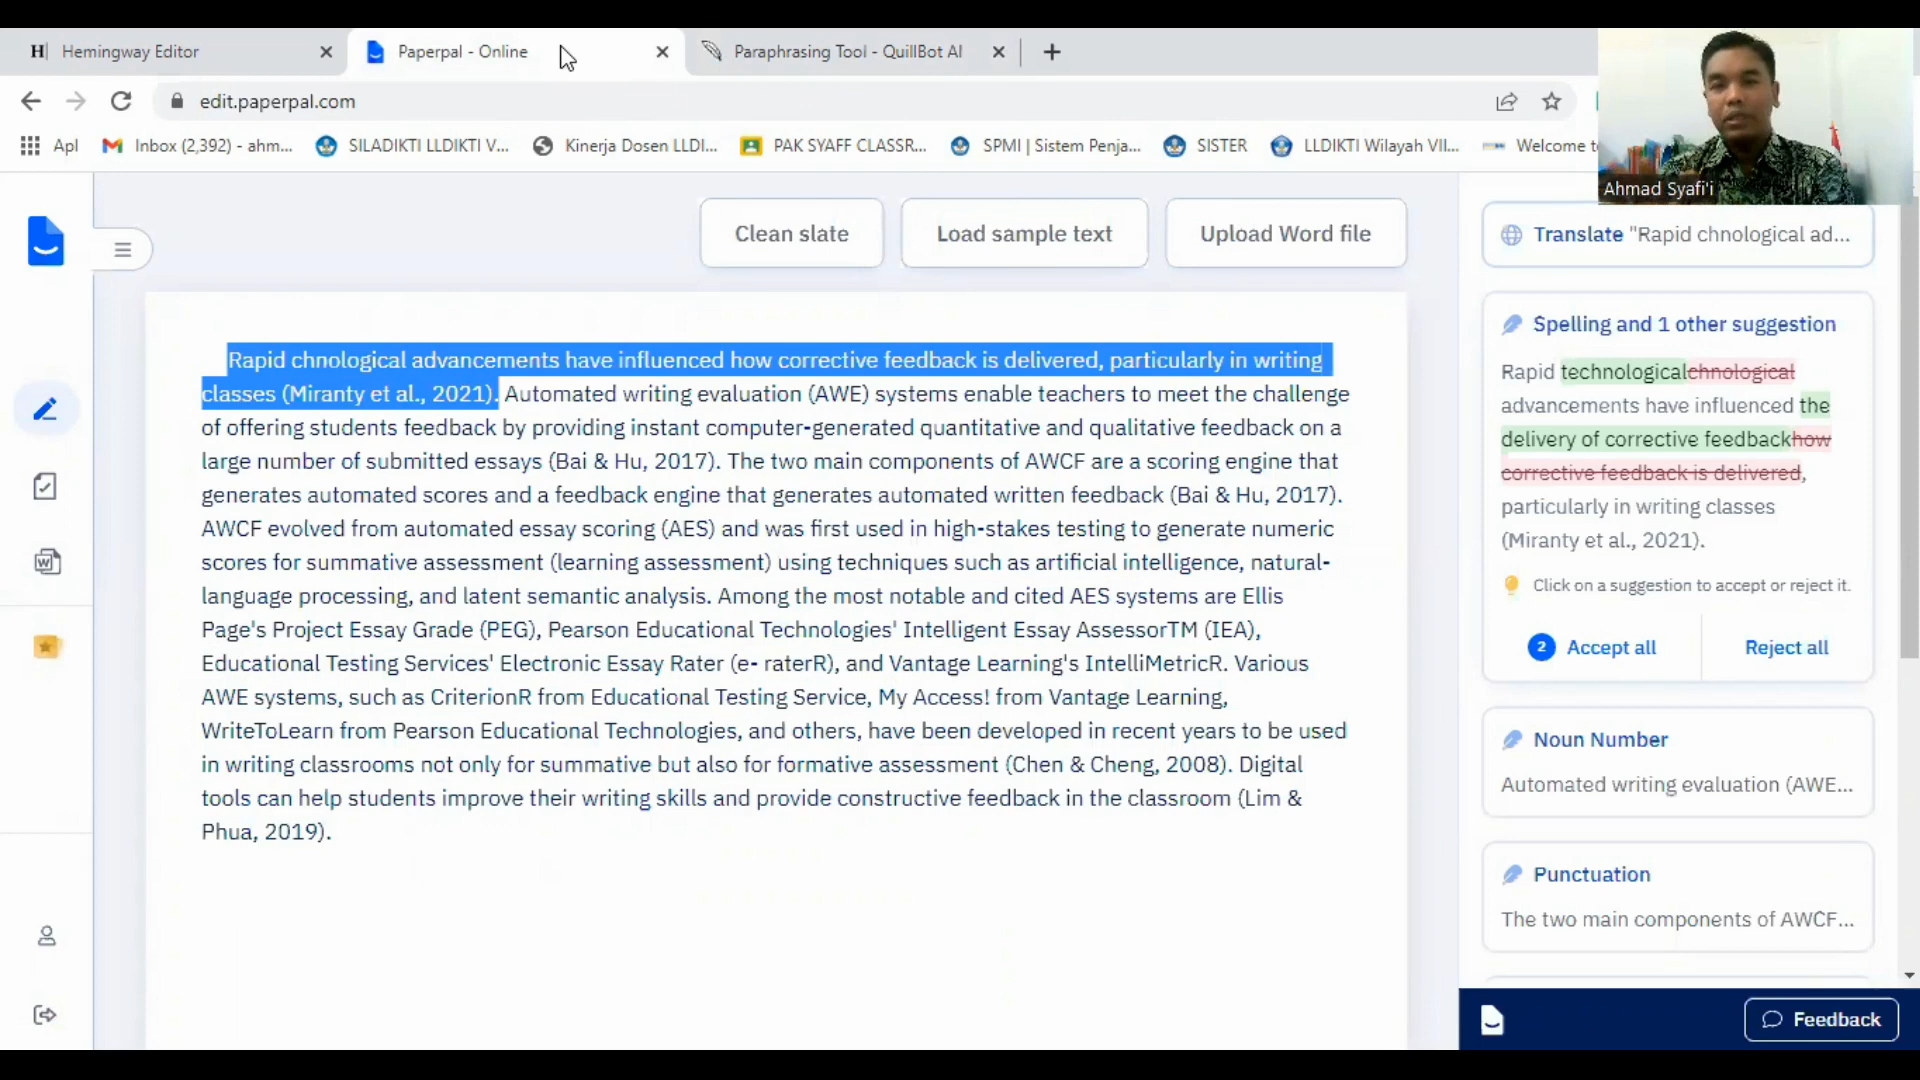 H Hemingway Editor
Paperpal - Online
Paraphrasing Tool - QuillBot AI
edit.paperpal.com
Apl
Inbox (2,392) - ahm...
SILADIKTI LLDIKTI V...
Kinerja Dosen LLDI...
PAK SYAFF CLASSR...
SPMI | Sistem Penja...
SISTER
LLDIKTI Wilayah VII...
Welcome to
Ahmad Syafi'i
Clean slate
Load sample text
Upload Word file
Rapid chnological advancements have influenced how corrective feedback is delivered, particularly in writing
classes (Miranty et al., 2021). Automated writing evaluation (AWE) systems enable teachers to meet the challenge
of offering students feedback by providing instant computer-generated quantitative and qualitative feedback on a
large number of submitted essays (Bai & Hu, 2017). The two main components of AWCF are a scoring engine that
generates automated scores and a feedback engine that generates automated written feedback (Bai & Hu, 2017).
AWCF evolved from automated essay scoring (AES) and was first used in high-stakes testing to generate numeric
scores for summative assessment (learning assessment) using techniques such as artificial intelligence, natural-
language processing, and latent semantic analysis. Among the most notable and cited AES systems are Ellis
Page's Project Essay Grade (PEG), Pearson Educational Technologies' Intelligent Essay AssessorTM (IEA),
Educational Testing Services' Electronic Essay Rater (e- raterR), and Vantage Learning's IntelliMetricR. Various
AWE systems, such as CriterionR from Educational Testing Service, My Access! from Vantage Learning,
WriteToLearn from Pearson Educational Technologies, and others, have been developed in recent years to be used
in writing classrooms not only for summative but also for formative assessment (Chen & Cheng, 2008). Digital
tools can help students improve their writing skills and provide constructive feedback in the classroom (Lim &
Phua, 2019).
Translate "Rapid chnological ad...
Spelling and 1 other suggestion
Rapid technologicalchnological
advancements have influenced the
delivery of corrective feedbackhow
corrective feedback is delivered,
particularly in writing classes
(Miranty et al., 2021).
Click on a suggestion to accept or reject it.
2 Accept all
Reject all
Noun Number
Automated writing evaluation (AWE...
Punctuation
The two main components of AWCF...
Feedback